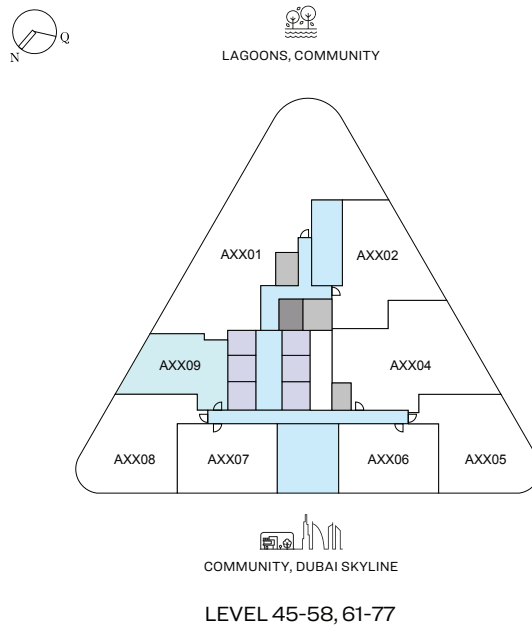 N
Q
LAGOONS, COMMUNITY
AXX01
AXX02
AXX09
AXX04
AXX08
AXX07
AXX06
AXX05
COMMUNITY, DUBAI SKYLINE
LEVEL 45-58, 61-77